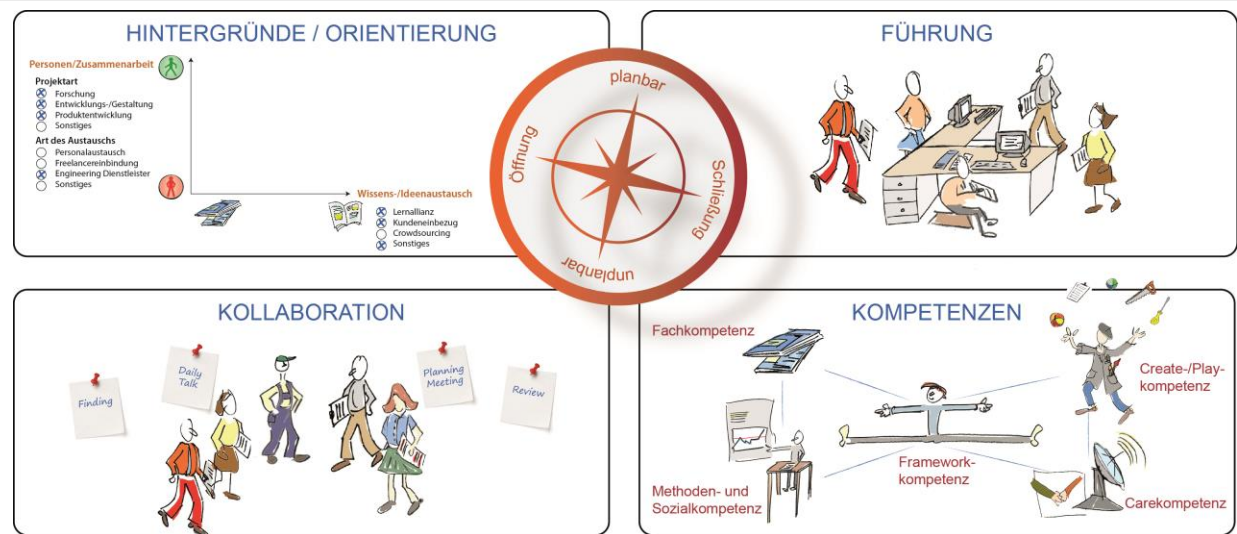 HINTERGRÜNDE / ORIENTIERUNG
Personen/Zusammenarbeit
Projektart
Forschung
Entwicklungs-/Gestaltung
Produktentwicklung
Sonstiges
Art des Austauschs
Personalaustausch
Freelancereinbindung
Engineering Dienstleister
Sonstiges
Wissens-/Ideenaustausch
Lernallianz
Kundeneinbezug
Crowdsourcing
Sonstiges
planbar
Öffnung
Schließung
unplanbar
FÜHRUNG
KOLLABORATION
Finding
Daily
Talk
Planning
Meeting
Review
KOMPETENZEN
Fachkompetenz
Create-/Play-
kompetenz
Framework-
kompetenz
Methoden- und
Sozialkompetenz
Carekompetenz